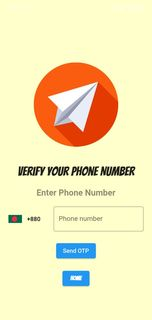 VERIFY YOUR PHONE NUMBER
Enter Phone Number
+880
Phone number
Send OTP
HOME